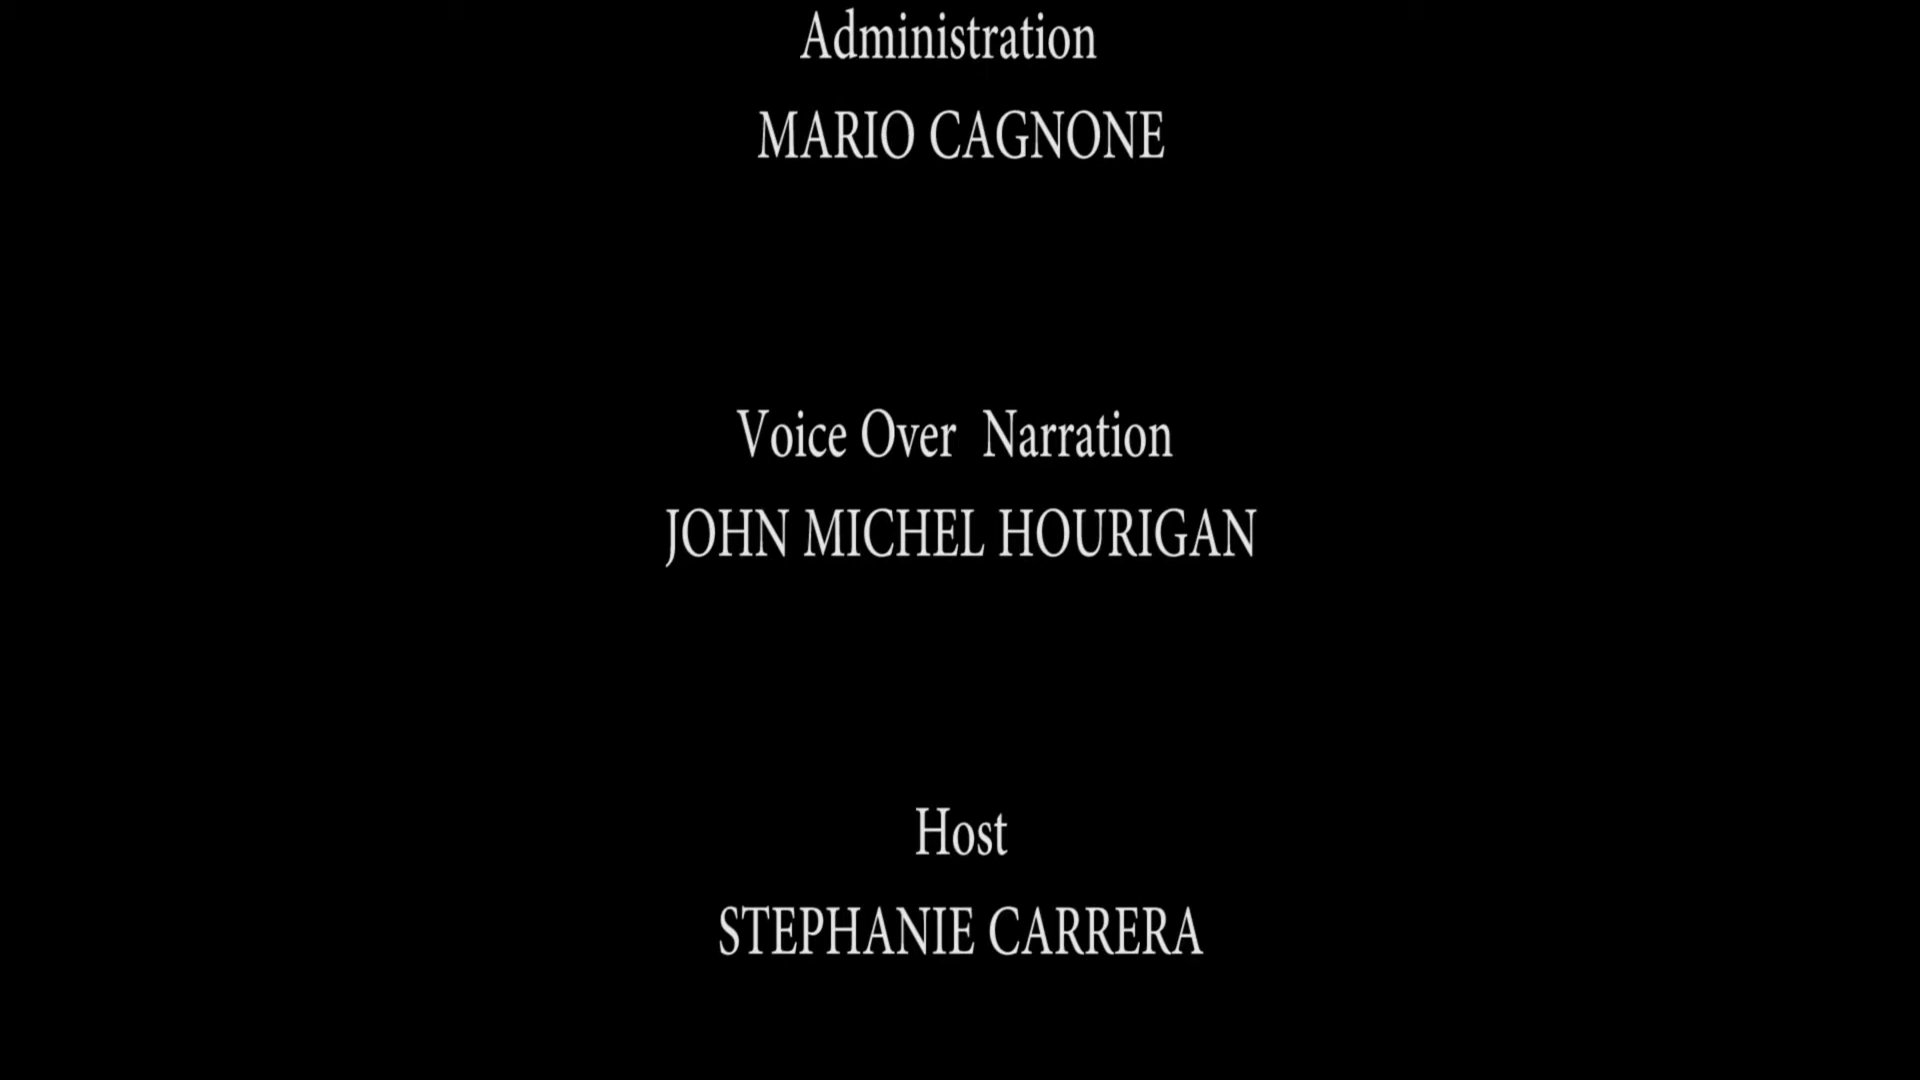 Administration
MARIO CAGNONE
Voice Over  Narration
JOHN MICHEL HOURIGAN
Host
STEPHANIE CARRERA